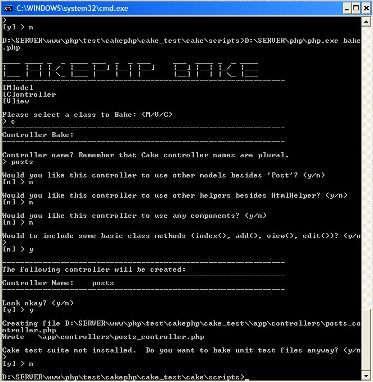 C:\WINDOWS\system32\cmd.exe
>
[y] > n
D:\SERVER\www\php\test\cakephp\cake_test\cake\scripts>D:\SERVER\php\php.exe bake
.php
CAKEPHP BAKE
[M]odel
[C]ontroller
[V]iew
Please select a class to Bake: (M/V/C)
> c
Controller Bake:
Controller name? Remember that Cake controller names are plural.
> posts
Would you like this controller to use other models besides 'Post'? (y/n)
[n] > n
Would you like this controller to use other helpers besides HtmlHelper? (y/n)
[n] > n
Would you like this controller to use any components? (y/n)
[n] > n
Would to include some basic class methods (index(), add(), view(), edit())? (y/n
)
[n] > y
The following controller will be created:
Controller Name: posts
Look okay? (y/n)
[y] > y
Creating file D:\SERVER\www\php\test\cakephp\cake_test\\app\controllers\posts_co
ntroller.php
Wrote \app\controllers\posts_controller.php
Cake test suite not installed. Do you want to bake unit test files anyway? (y/n
)
[y] > n
D:\SERVER\www\php\test\cakephp\cake_test\cake\scripts>